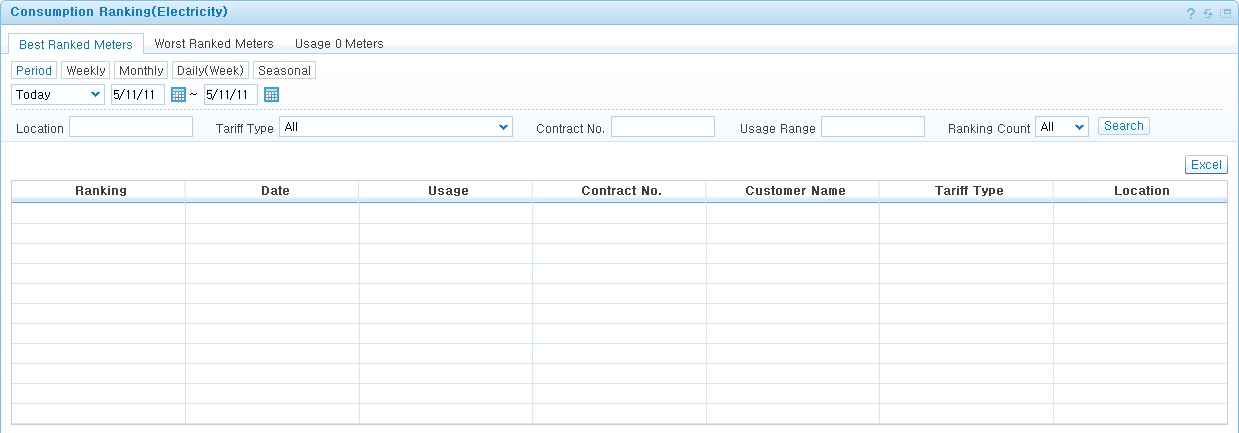 Consumption Ranking(Electricity) ?
Best Ranked Meters Worst Ranked Meters Usage 0 Meters
Period Weekly Monthly Daily(Week) Seasonal
Today 5/11/11 ~ 5/11/11
Location Tariff Type All Contract No. Usage Range Ranking Count All Search
Excel
Ranking Date Usage Contract No. Customer Name Tariff Type Location